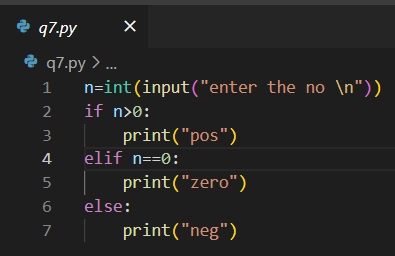 q7.py ×
q7.py > ...
1 n=int(input("enter the no \n"))
2 if n>0:
3     print("pos")
4 elif n==0:
5     print("zero")
6 else:
7     print("neg")